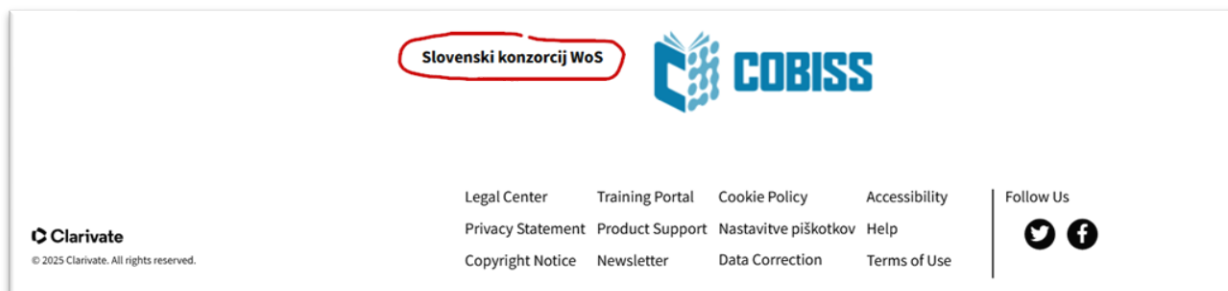 Slovenski konzorcij WoS
COBISS
Legal Center
Training Portal
Cookie Policy
Accessibility
Follow Us
Privacy Statement
Product Support
Nastavitve piškotkov
Help
Copyright Notice
Newsletter
Data Correction
Terms of Use
Clarivate
© 2025 Clarivate. All rights reserved.